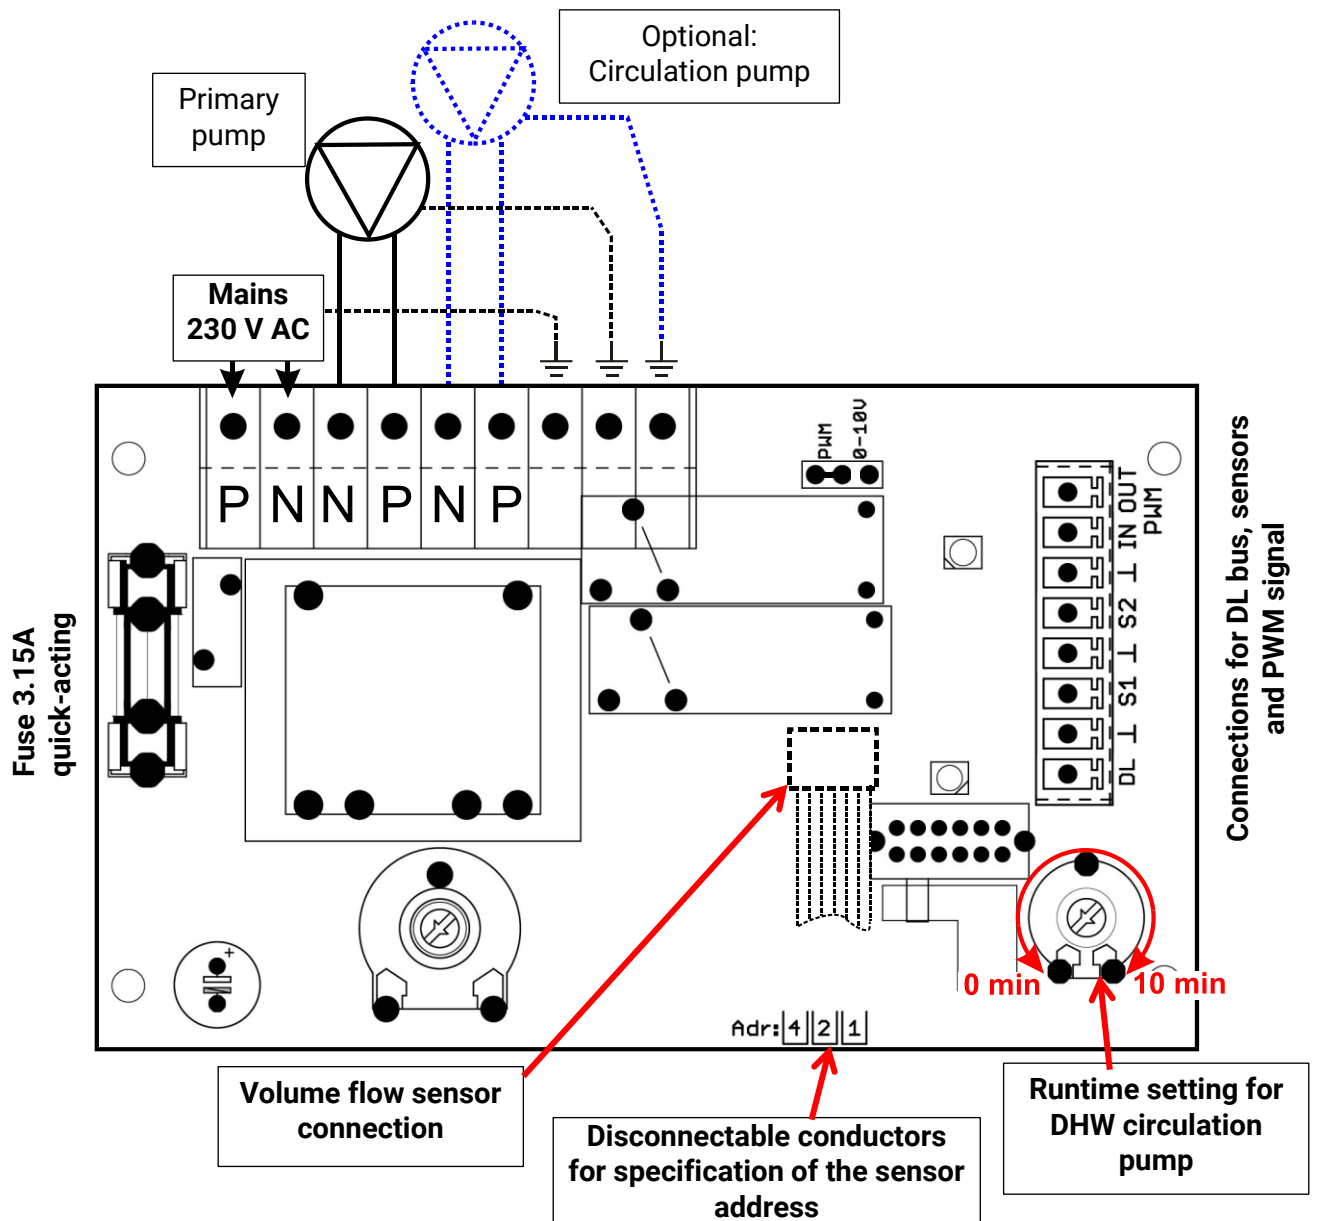 Optional:
Circulation pump
Primary
pump
Mains
230 V AC
P N N P N P
PWM
0-10V
OUT
IN
PWM
T
S2
T
S1
T
DL
Connections for DL bus, sensors
and PWM signal
Fuse 3.15A
quick-acting
+
0 min
10 min
Adr: 4 2 1
Volume flow sensor
connection
Disconnectable conductors
for specification of the sensor
address
Runtime setting for
DHW circulation
pump